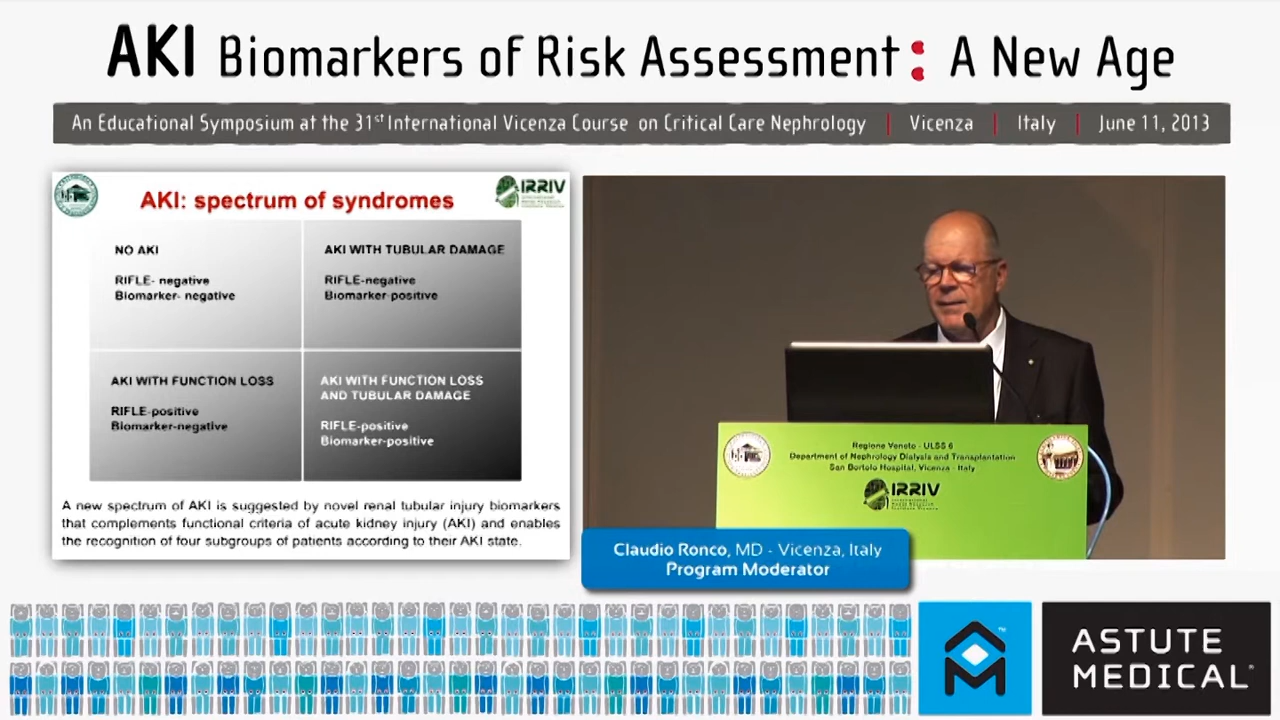 AKI Biomarkers of Risk Assessment: A New Age
An Educational Symposium at the 31st International Vicenza Course on Critical Care Nephrology | Vicenza | Italy | June 11, 2013
IRRIV
AKI: spectrum of syndromes
NO AKI
RIFLE- negative
Biomarker- negative
AKI WITH TUBULAR DAMAGE
RIFLE-negative
Biomarker-positive
AKI WITH FUNCTION LOSS
RIFLE-positive
Biomarker-negative
AKI WITH FUNCTION LOSS
AND TUBULAR DAMAGE
RIFLE-positive
Biomarker-positive
A new spectrum of AKI is suggested by novel renal tubular injury biomarkers
that complements functional criteria of acute kidney injury (AKI) and enables
the recognition of four subgroups of patients according to their AKI state.
Regione Veneto - ULSS 6
Department of Nephrology Dialysis and Transplantation
San Bortolo Hospital, Vicenza - Italy
IRRIV
Claudio Ronco, MD - Vicenza, Italy
Program Moderator
ASTUTE
MEDICAL®